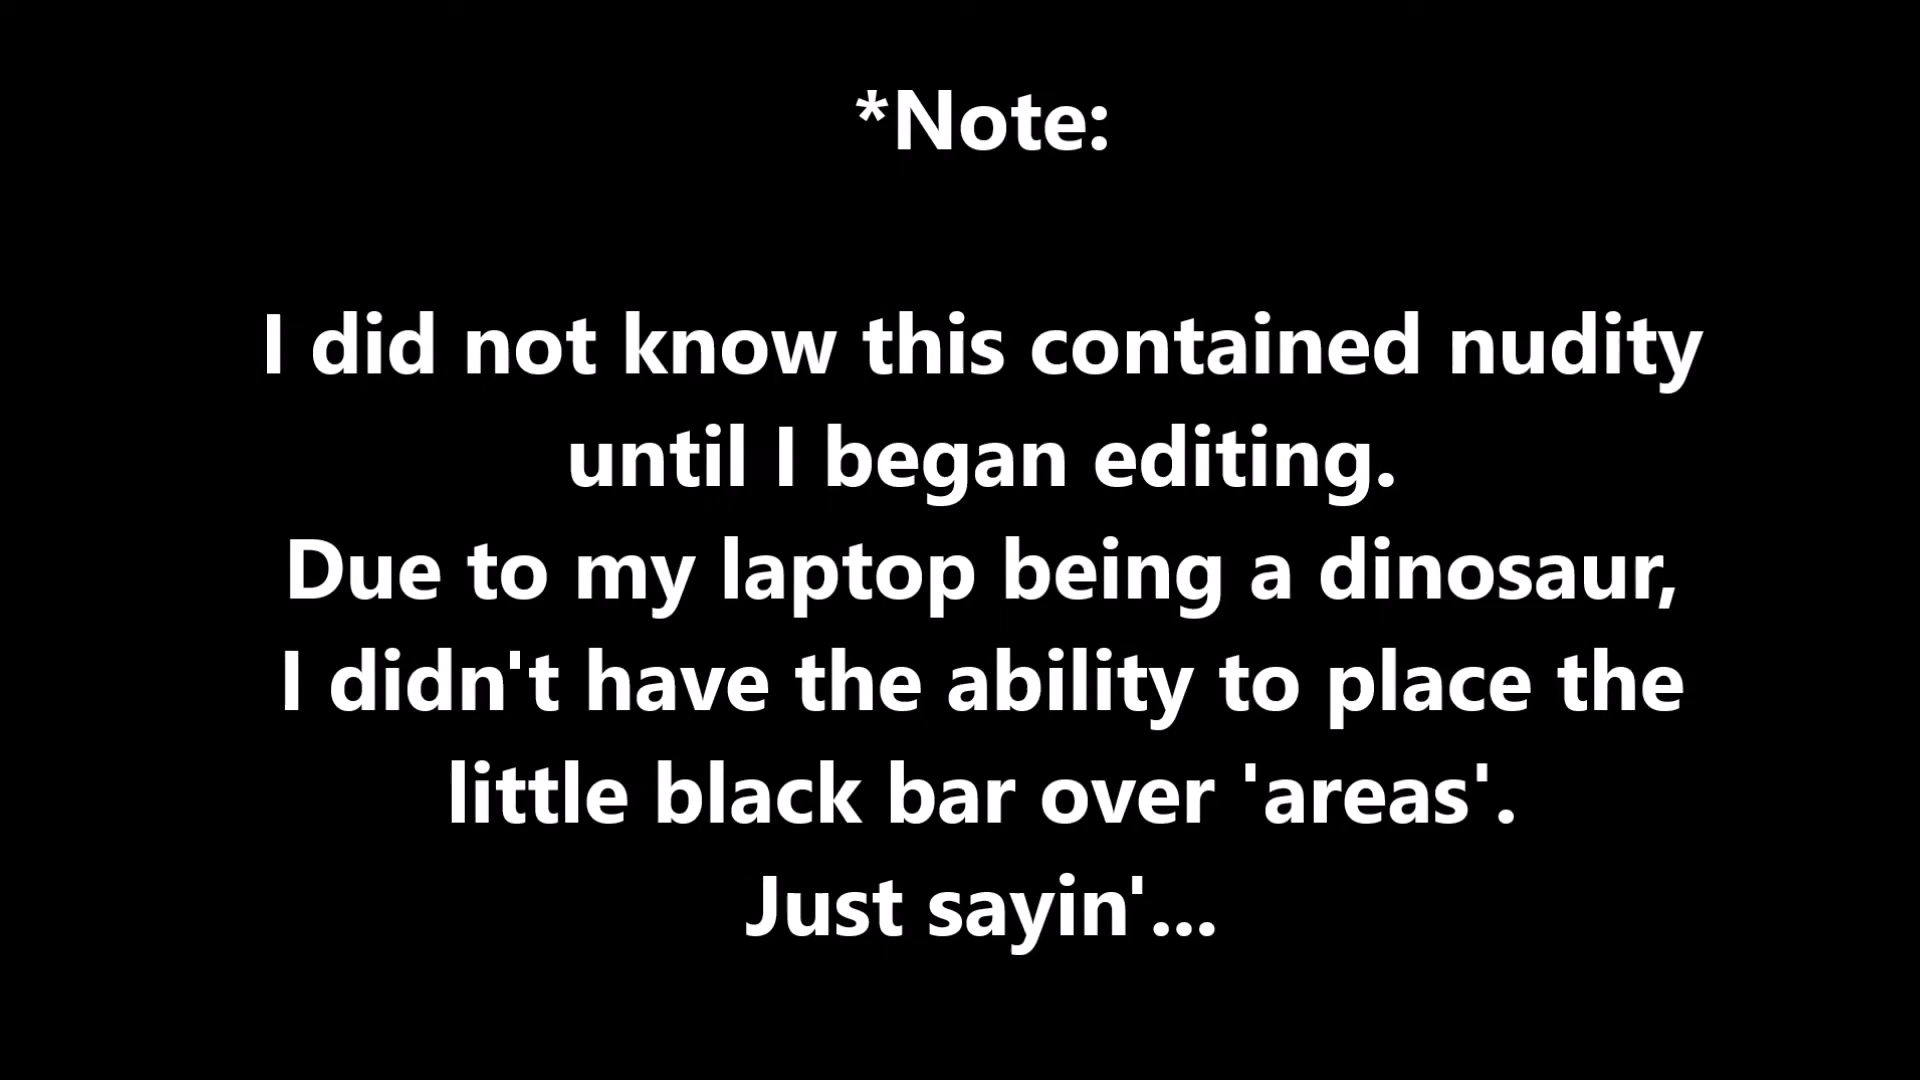 *Note:
I did not know this contained nudity
until I began editing.
Due to my laptop being a dinosaur,
I didn't have the ability to place the
little black bar over 'areas'.
Just sayin'...